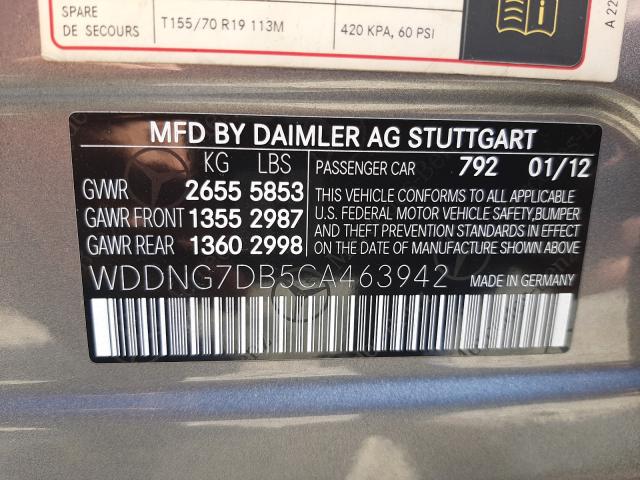 SPARE
DE SECOURS T155/70 R19 113M 420 KPA, 60 PSI
A 22
MFD BY DAIMLER AG STUTTGART
KG LBS PASSENGER CAR 792 01/12
GVWR 2655 5853
GAWR FRONT 1355 2987
GAWR REAR 1360 2998
THIS VEHICLE CONFORMS TO ALL APPLICABLE
U.S. FEDERAL MOTOR VEHICLE SAFETY,BUMPER
AND THEFT PREVENTION STANDARDS IN EFFECT
ON THE DATE OF MANUFACTURE SHOWN ABOVE.
WDDNG7DB5CA463942 MADE IN GERMANY